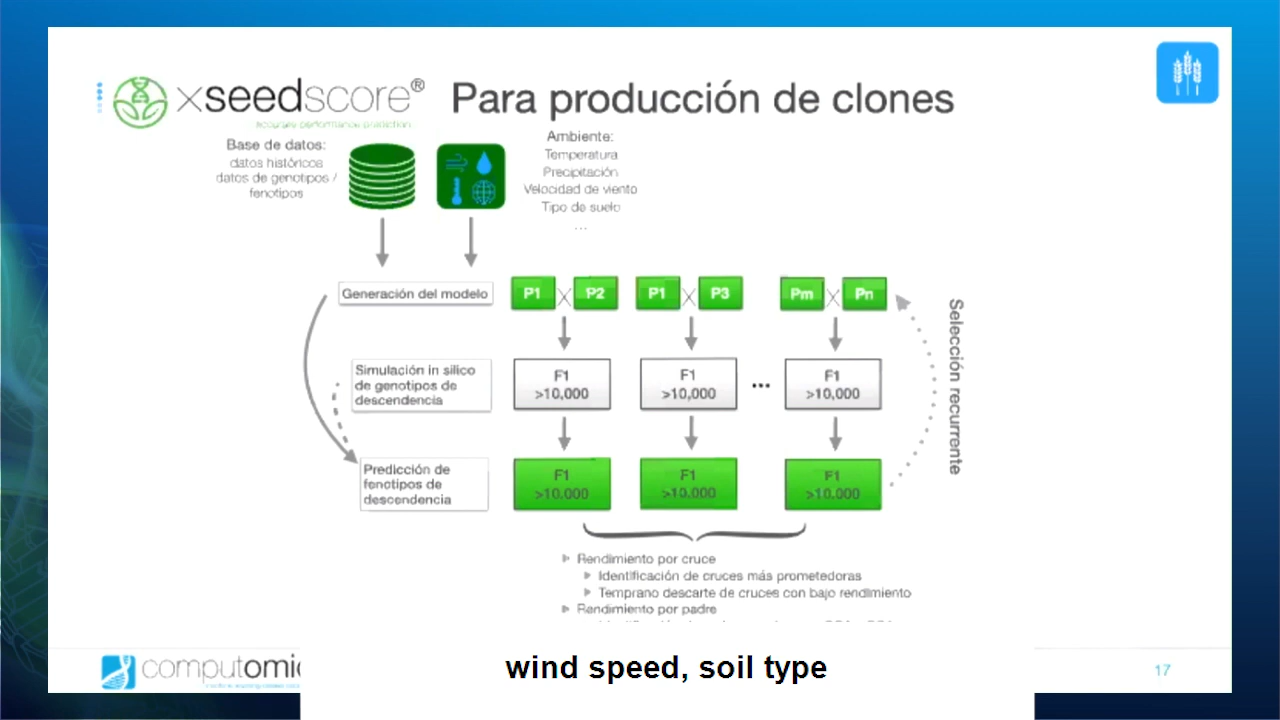 xseedscore®
Para producción de clones
accurate performance prediction
Base de datos:
datos históricos
datos de genotipos /
fenotipos
Ambiente:
Temperatura
Precipitación
Velocidad de viento
Tipo de suelo
...
Generación del modelo
P1 X P2
P1 X P3
Pm X Pn
Simulación in silico
de genotipos de
descendencia
F1
>10,000
F1
>10,000
...
F1
>10,000
Predicción de
fenotipos de
descendencia
F1
>10.000
F1
>10.000
F1
>10.000
Selección recurrente
Rendimiento por cruce
Identificación de cruces más prometedoras
Temprano descarte de cruces con bajo rendimiento
Rendimiento por padre
computomic
wind speed, soil type
17